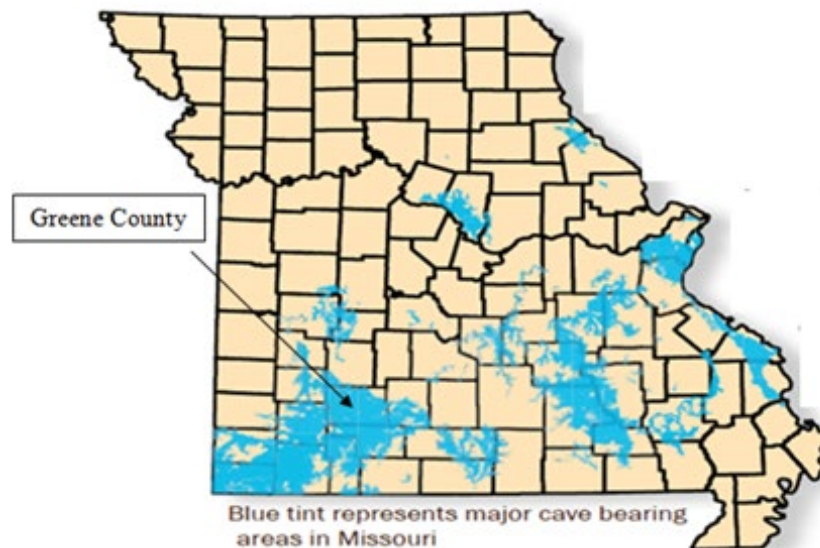 Greene County
Blue tint represents major cave bearing
areas in Missouri